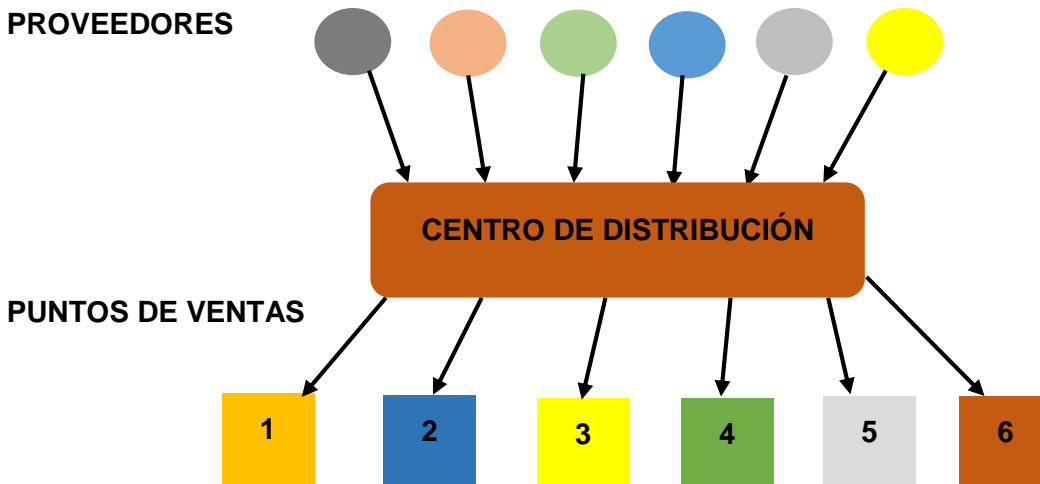 PROVEEDORES
CENTRO DE DISTRIBUCIÓN
PUNTOS DE VENTAS
1
2
3
4
5
6